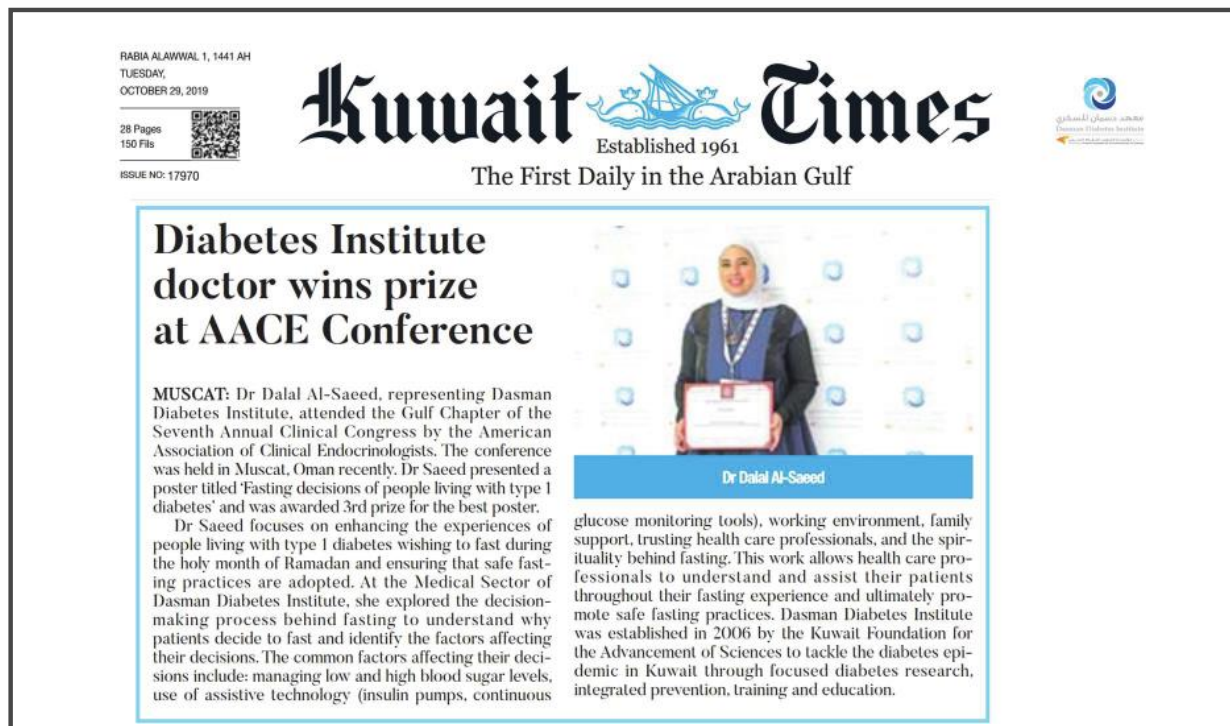 RABIA ALAWWAL 1, 1441 AH
TUESDAY,
OCTOBER 29, 2019
28 Pages
150 Fils
ISSUE NO: 17970
Kuwait Times
Established 1961
The First Daily in the Arabian Gulf
معهد دسمان للسكري
Dasman Diabetes Institute
Diabetes Institute
doctor wins prize
at AACE Conference
MUSCAT: Dr Dalal Al-Saeed, representing Dasman
Diabetes Institute, attended the Gulf Chapter of the
Seventh Annual Clinical Congress by the American
Association of Clinical Endocrinologists. The conference
was held in Muscat, Oman recently. Dr Saeed presented a
poster titled ‘Fasting decisions of people living with type 1
diabetes’ and was awarded 3rd prize for the best poster.
Dr Saeed focuses on enhancing the experiences of
people living with type 1 diabetes wishing to fast during
the holy month of Ramadan and ensuring that safe fast-
ing practices are adopted. At the Medical Sector of
Dasman Diabetes Institute, she explored the decision-
making process behind fasting to understand why
patients decide to fast and identify the factors affecting
their decisions. The common factors affecting their deci-
sions include: managing low and high blood sugar levels,
use of assistive technology (insulin pumps, continuous
Dr Dalal Al-Saeed
glucose monitoring tools), working environment, family
support, trusting health care professionals, and the spir-
ituality behind fasting. This work allows health care pro-
fessionals to understand and assist their patients
throughout their fasting experience and ultimately pro-
mote safe fasting practices. Dasman Diabetes Institute
was established in 2006 by the Kuwait Foundation for
the Advancement of Sciences to tackle the diabetes epi-
demic in Kuwait through focused diabetes research,
integrated prevention, training and education.